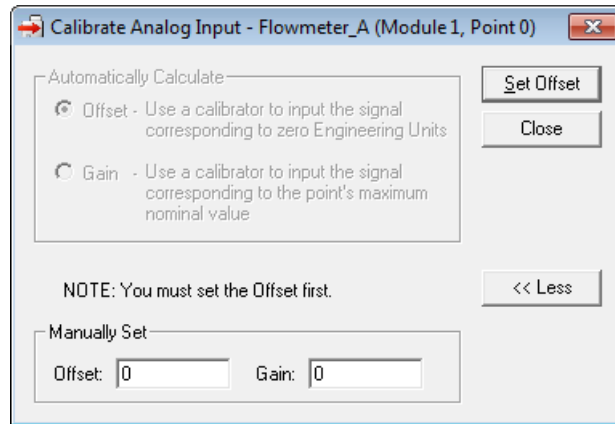 Calibrate Analog Input - Flowmeter_A (Module 1, Point 0)
Automatically Calculate
Offset - Use a calibrator to input the signal
corresponding to zero Engineering Units
Gain - Use a calibrator to input the signal
corresponding to the point's maximum
nominal value
Set Offset
Close
NOTE: You must set the Offset first.
<< Less
Manually Set
Offset: 0 Gain: 0